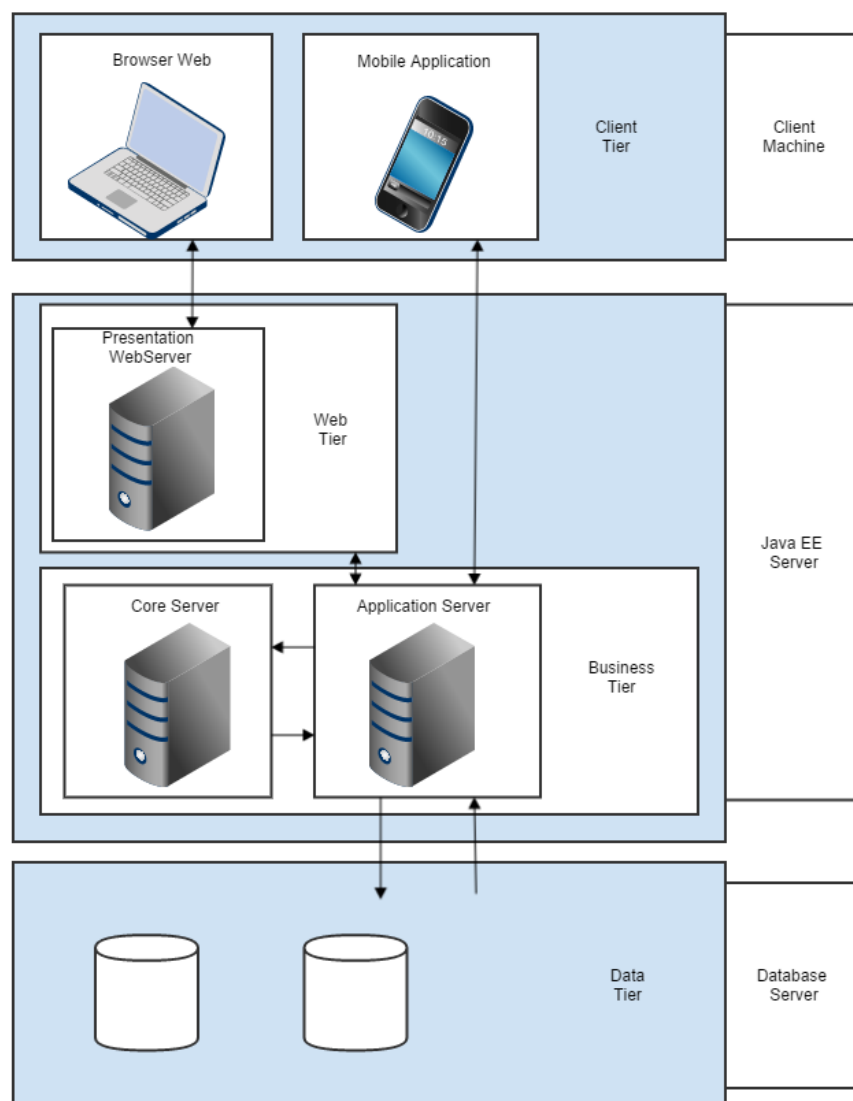 Browser Web
Mobile Application
10:15
Client
Tier
Client
Machine
Presentation
WebServer
Web
Tier
Java EE
Server
Core Server
Application Server
Business
Tier
Data
Tier
Database
Server